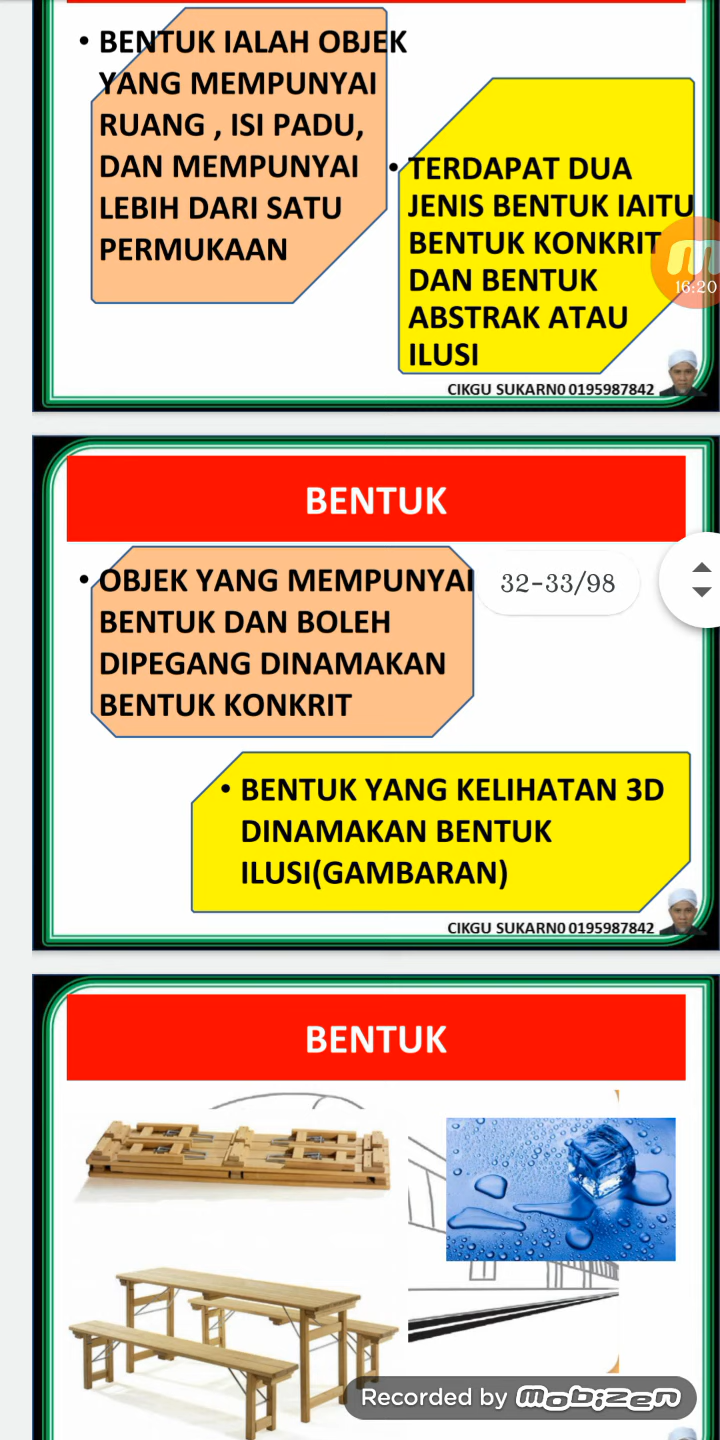 • BENTUK IALAH OBJEK
YANG MEMPUNYAI
RUANG , ISI PADU,
DAN MEMPUNYAI
LEBIH DARI SATU
PERMUKAAN
• TERDAPAT DUA
JENIS BENTUK IAITU
BENTUK KONKRIT
DAN BENTUK
ABSTRAK ATAU
ILUSI
16:20
CIKGU SUKARN0 0195987842
BENTUK
• OBJEK YANG MEMPUNYAI
BENTUK DAN BOLEH
DIPEGANG DINAMAKAN
BENTUK KONKRIT
32-33/98
• BENTUK YANG KELIHATAN 3D
DINAMAKAN BENTUK
ILUSI(GAMBARAN)
CIKGU SUKARN0 0195987842
BENTUK
Recorded by mobizen